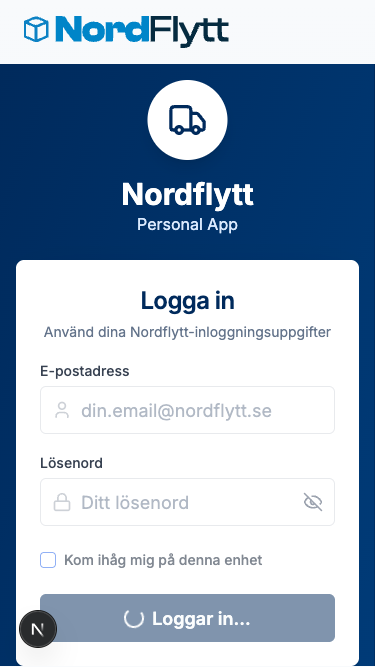 NordFlytt
Nordflytt
Personal App
Logga in
Använd dina Nordflytt-inloggningsuppgifter
E-postadress
din.email@nordflytt.se
Lösenord
Ditt lösenord
Kom ihåg mig på denna enhet
Loggar in...
N